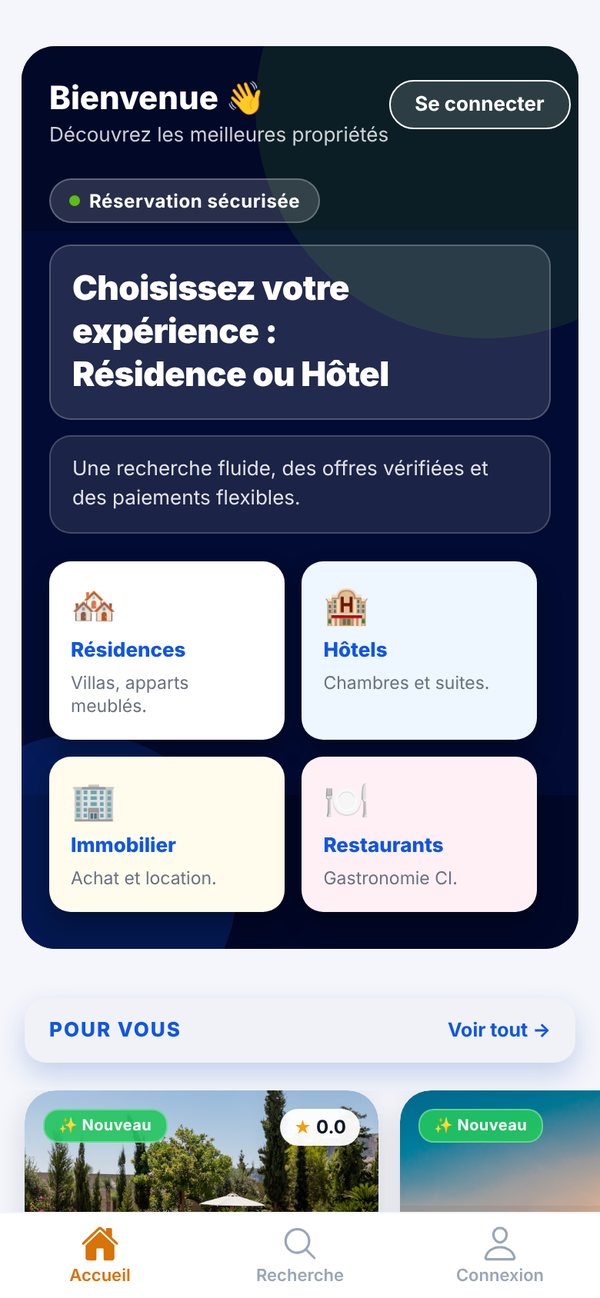 Bienvenue 👋
Se connecter
Découvrez les meilleures propriétés
Réservation sécurisée
Choisissez votre
expérience :
Résidence ou Hôtel
Une recherche fluide, des offres vérifiées et
des paiements flexibles.
Résidences
Villas, apparts
meublés.
Hôtels
Chambres et suites.
Immobilier
Achat et location.
Restaurants
Gastronomie CI.
POUR VOUS
Voir tout →
✨ Nouveau
★ 0.0
✨ Nouveau
Accueil
Recherche
Connexion